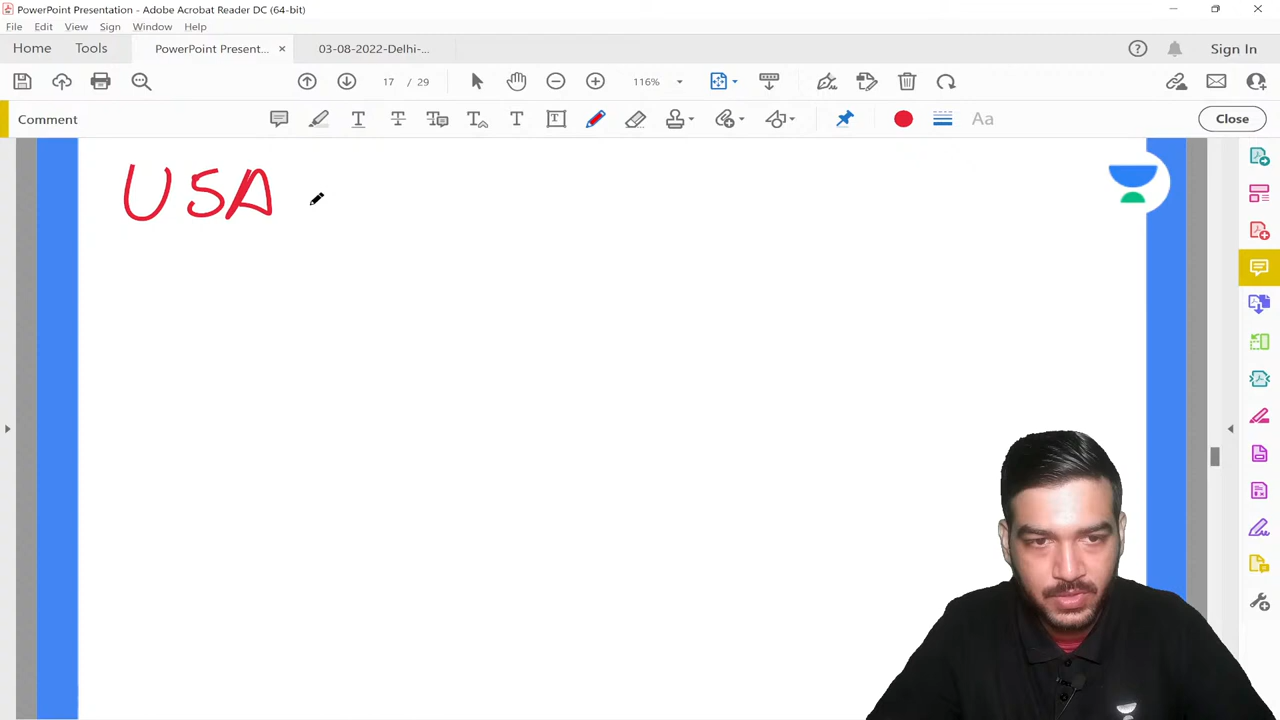 PowerPoint Presentation - Adobe Acrobat Reader DC (64-bit)
File Edit View Sign Window Help
Home Tools PowerPoint Present... × 03-08-2022-Delhi-... Sign In
17 / 29 116%
Comment Aa Close
USA